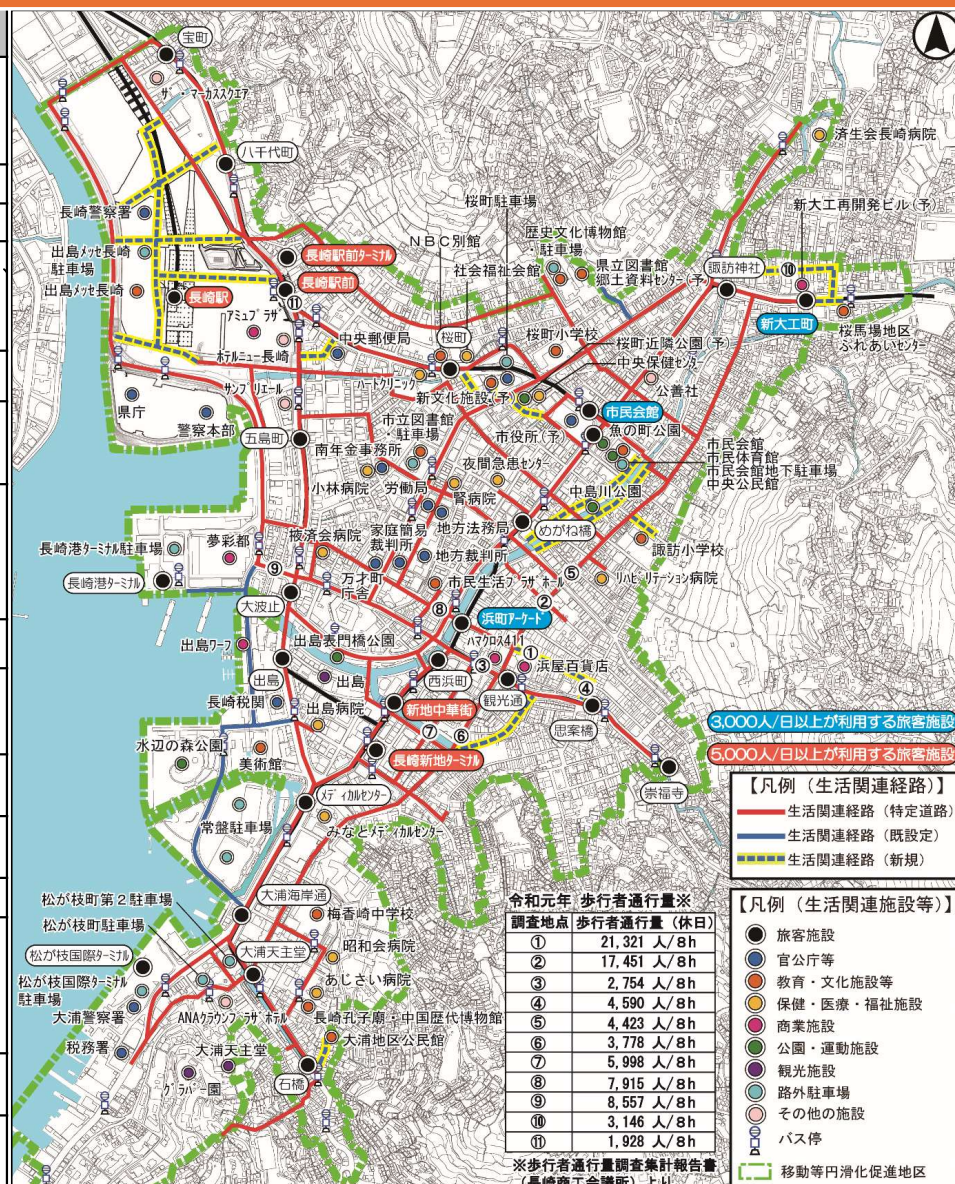 宝町
ザ・マーカススクエア
八千代町
済生会長崎病院
桜町駐車場
新大工再開発ビル(予)
長崎警察署
NBC別館
歴史文化博物館
・駐車場
出島メッセ長崎
駐車場
長崎駅前ターミナル
社会福祉会館
県立図書館
郷土資料センター(予)
諏訪神社
⑩
出島メッセ長崎
長崎駅
長崎駅前
⑪
新大工町
アミュプラザ
中央郵便局
桜町
桜町小学校
桜町近隣公園(予)
桜馬場地区
ふれあいセンター
ホテルニュー長崎
中央保健センター
サンプリエール
ハートクリニック
新文化施設(予)
公善社
県庁
警察本部
市民会館
五島町
市立図書館
・駐車場
市役所(予)
魚の町公園
南年金事務所
夜間急患センター
市民会館
市民体育館
市民会館地下駐車場
中央公民館
小林病院
労働局
腎病院
中島川公園
地方法務局
めがね橋
長崎港ターミナル駐車場
夢彩都
掖済会病院
家庭簡易
裁判所
地方裁判所
諏訪小学校
長崎港ターミナル
⑨
万才町
庁舎
市民生活プラザホール
⑤
リハビリテーション病院
大波止
⑧
②
浜町アーケード
出島ワーフ
出島表門橋公園
ハマクロス411
①
出島
出島
西浜町
③
浜屋百貨店
長崎税関
出島病院
新地中華街
観光通
④
思案橋
3,000人/日以上が利用する旅客施設
水辺の森公園
美術館
⑦
⑥
長崎新地ターミナル
5,000人/日以上が利用する旅客施設
崇福寺
メディカルセンター
【凡例(生活関連経路)】
生活関連経路(特定道路)
生活関連経路(既設定)
生活関連経路(新規)
常盤駐車場
みなとメディカルセンター
松が枝町第2駐車場
大浦海岸通
松が枝町駐車場
梅香崎中学校
松が枝国際ターミナル
大浦天主堂
昭和会病院
松が枝国際ターミナル
駐車場
あじさい病院
大浦警察署
ANAクラウンプラザホテル
長崎孔子廟・中国歴代博物館
税務署
大浦天主堂
大浦地区公民館
グラバー園
石橋
令和元年 歩行者通行量※
調査地点 歩行者通行量(休日)
① 21,321 人/8h
② 17,451 人/8h
③ 2,754 人/8h
④ 4,590 人/8h
⑤ 4,423 人/8h
⑥ 3,778 人/8h
⑦ 5,998 人/8h
⑧ 7,915 人/8h
⑨ 8,557 人/8h
⑩ 3,146 人/8h
⑪ 1,928 人/8h
※歩行者通行量調査集計報告書
(長崎商工会議所)より
【凡例(生活関連施設等)】
旅客施設
官公庁等
教育・文化施設等
保健・医療・福祉施設
商業施設
公園・運動施設
観光施設
路外駐車場
その他の施設
バス停
移動等円滑化促進地区